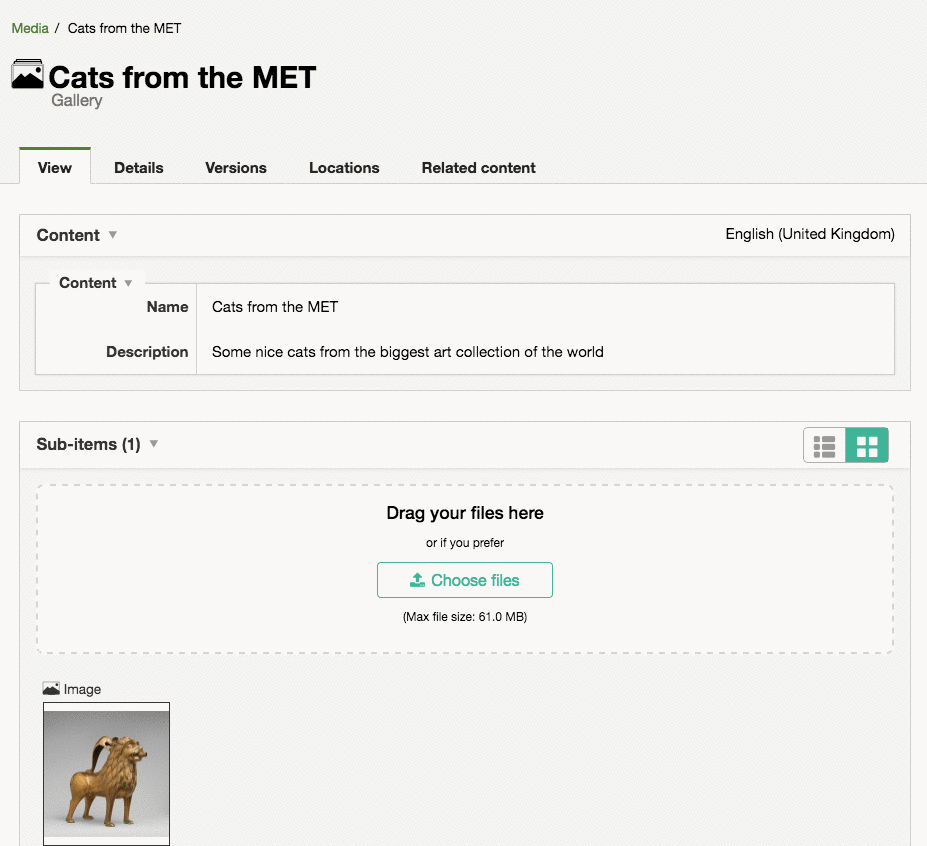 Media / Cats from the MET
Cats from the MET
Gallery
View Details Versions Locations Related content
Content English (United Kingdom)
Content
Name Cats from the MET
Description Some nice cats from the biggest art collection of the world
Sub-items (1)
Drag your files here
or if you prefer
Choose files
(Max file size: 61.0 MB)
Image